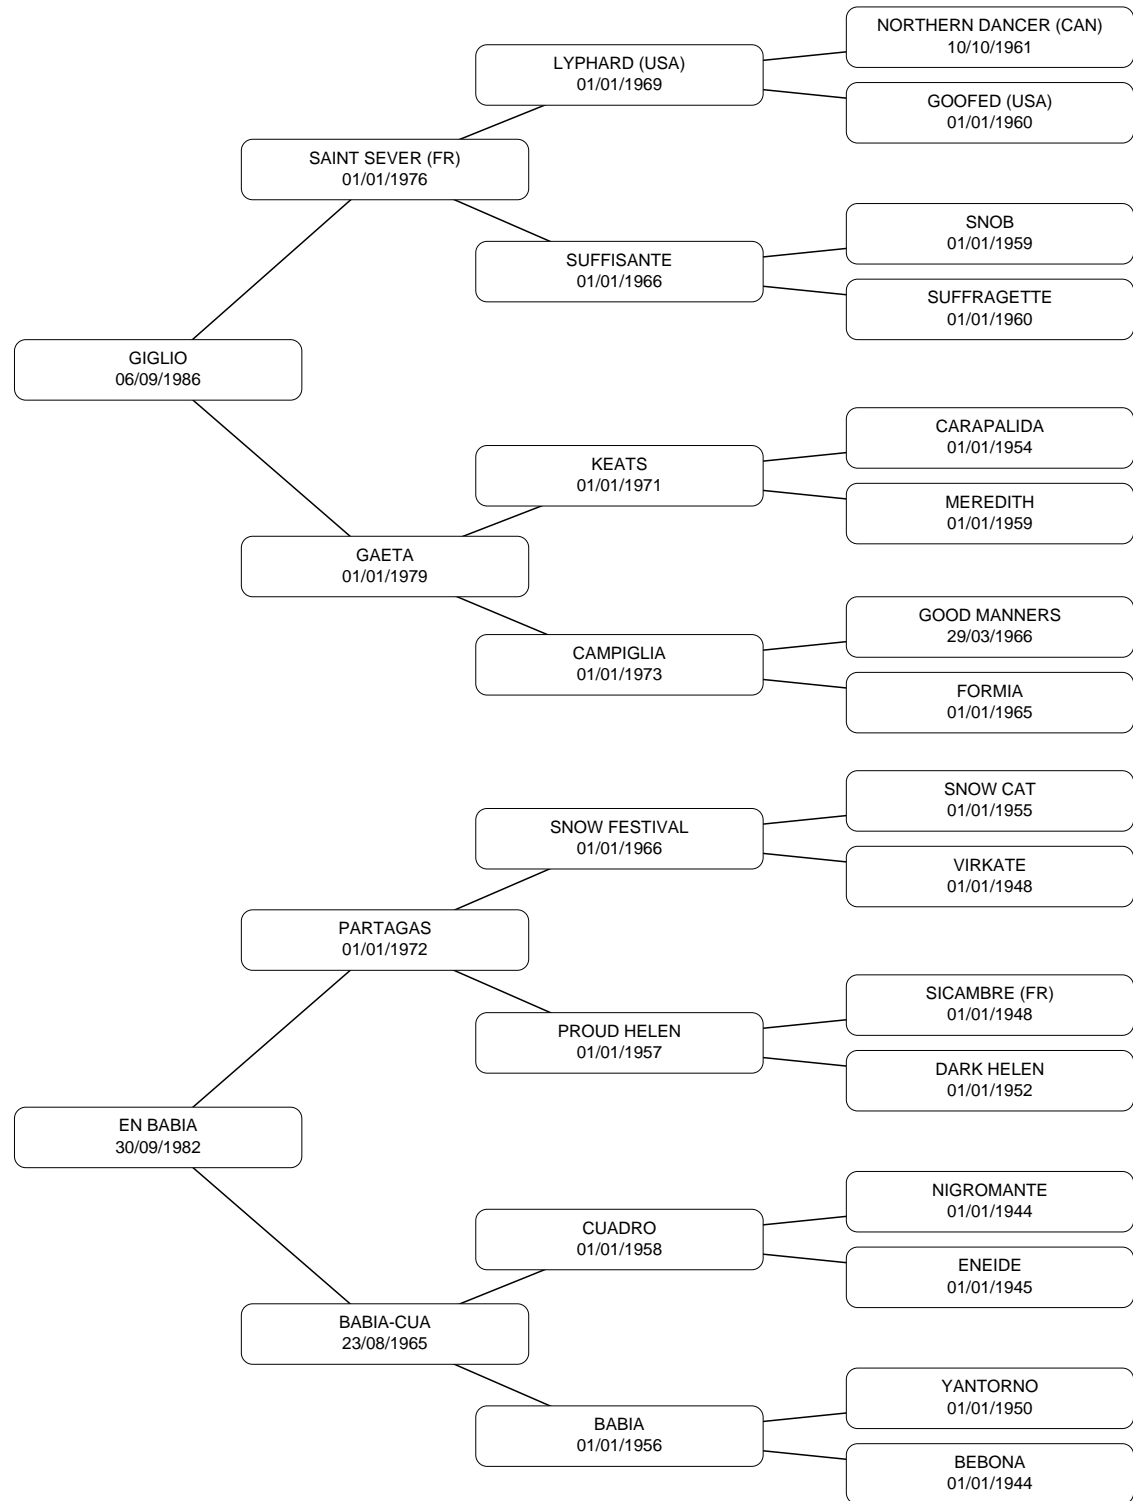 NORTHERN DANCER (CAN)
10/10/1961
LYPHARD (USA)
01/01/1969
GOOFED (USA)
01/01/1960
SAINT SEVER (FR)
01/01/1976
SNOB
01/01/1959
SUFFISANTE
01/01/1966
SUFFRAGETTE
01/01/1960
GIGLIO
06/09/1986
CARAPALIDA
01/01/1954
KEATS
01/01/1971
MEREDITH
01/01/1959
GAETA
01/01/1979
GOOD MANNERS
29/03/1966
CAMPIGLIA
01/01/1973
FORMIA
01/01/1965
SNOW CAT
01/01/1955
SNOW FESTIVAL
01/01/1966
VIRKATE
01/01/1948
PARTAGAS
01/01/1972
SICAMBRE (FR)
01/01/1948
PROUD HELEN
01/01/1957
DARK HELEN
01/01/1952
EN BABIA
30/09/1982
NIGROMANTE
01/01/1944
CUADRO
01/01/1958
ENEIDE
01/01/1945
BABIA-CUA
23/08/1965
YANTORNO
01/01/1950
BABIA
01/01/1956
BEBONA
01/01/1944